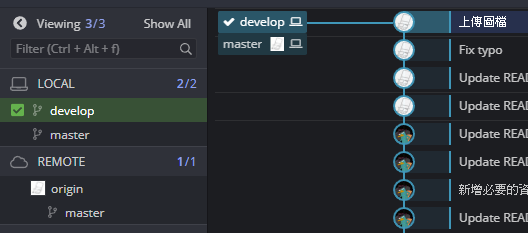 Viewing 3/3 Show All
Filter (Ctrl + Alt + f)
LOCAL 2/2
develop
master
REMOTE 1/1
origin
master
develop 上傳圖檔
master Fix typo
Update READ
Update READ
Update READ
Update READ
新增必要的資
Update READ